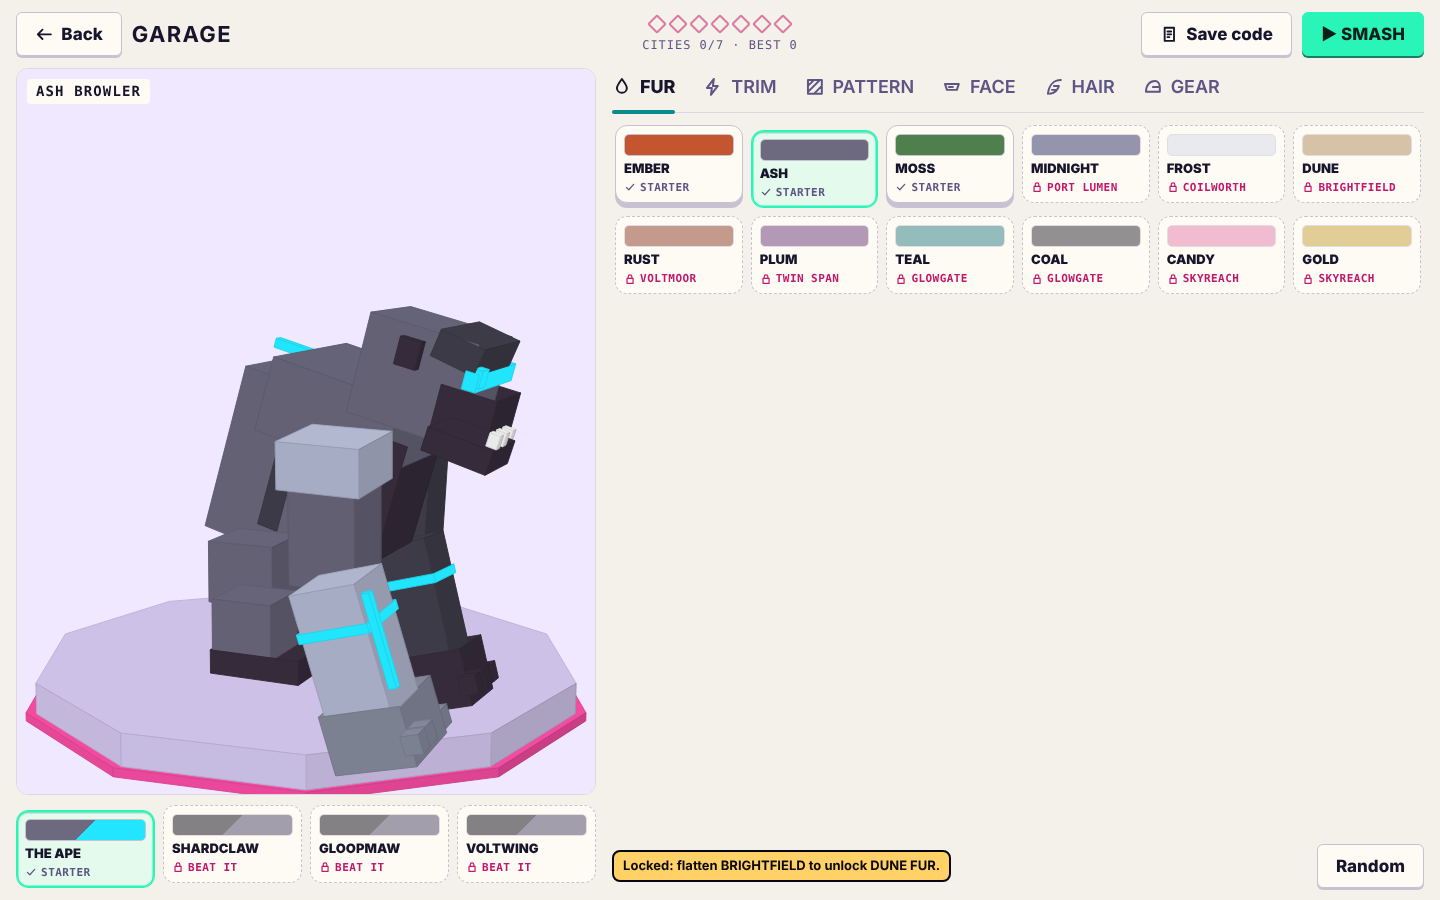 Back
GARAGE
CITIES 0/7 · BEST 0
Save code
SMASH
ASH BROWLER
FUR
TRIM
PATTERN
FACE
HAIR
GEAR
EMBER
STARTER
ASH
STARTER
MOSS
STARTER
MIDNIGHT
PORT LUMEN
FROST
COILWORTH
DUNE
BRIGHTFIELD
RUST
VOLTMOOR
PLUM
TWIN SPAN
TEAL
GLOWGATE
COAL
GLOWGATE
CANDY
SKYREACH
GOLD
SKYREACH
THE APE
STARTER
SHARDCLAW
BEAT IT
GLOOPMAW
BEAT IT
VOLTWING
BEAT IT
Locked: flatten BRIGHTFIELD to unlock DUNE FUR.
Random